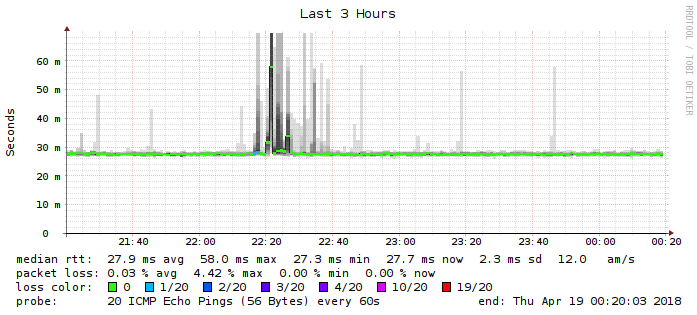 Last 3 Hours
RRDTOOL / TOBI OETIKER
Seconds
60 m
50 m
40 m
30 m
20 m
10 m
0
21:40 22:00 22:20 22:40 23:00 23:20 23:40 00:00 00:20
median rtt: 27.9 ms avg 58.0 ms max 27.3 ms min 27.7 ms now 2.3 ms sd 12.0 am/s
packet loss: 0.03 % avg 4.42 % max 0.00 % min 0.00 % now
loss color: 0 1/20 2/20 3/20 4/20 10/20 19/20
probe: 20 ICMP Echo Pings (56 Bytes) every 60s end: Thu Apr 19 00:20:03 2018